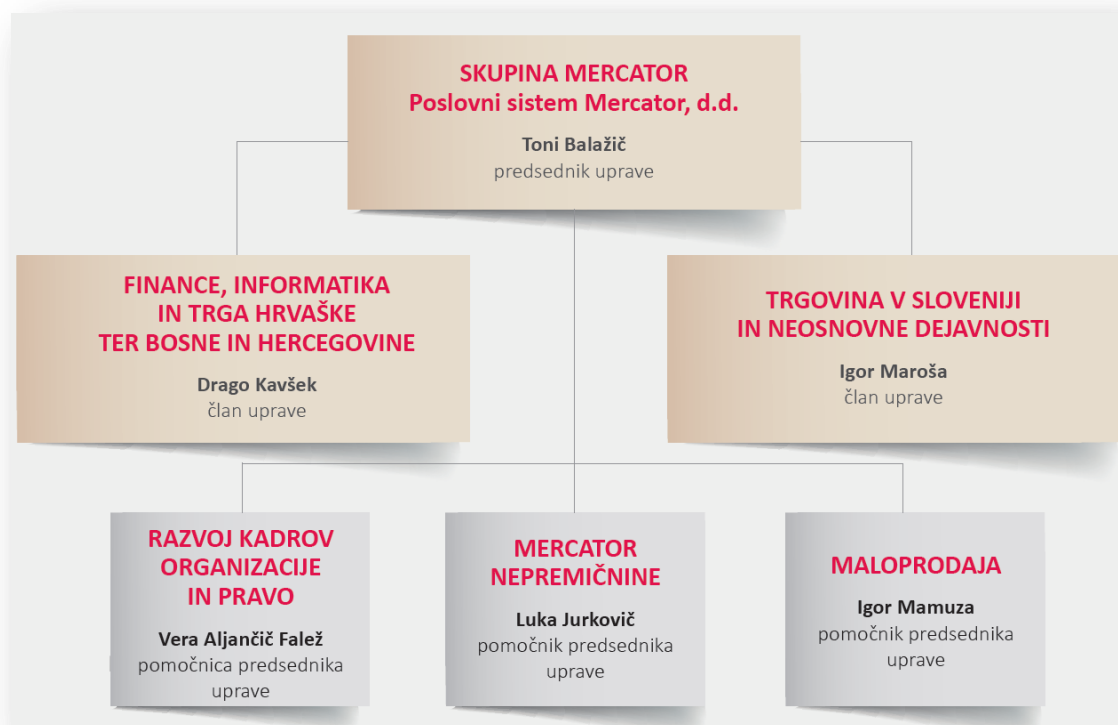 SKUPINA MERCATOR
Poslovni sistem Mercator, d.d.
Toni Balažič
predsednik uprave
FINANCE, INFORMATIKA
IN TRGA HRVAŠKE
TER BOSNE IN HERCEGOVINE
Drago Kavšek
član uprave
TRGOVINA V SLOVENIJI
IN NEOSNOVNE DEJAVNOSTI
Igor Maroša
član uprave
RAZVOJ KADROV
ORGANIZACIJE
IN PRAVO
Vera Aljančič Falež
pomočnica predsednika
uprave
MERCATOR
NEPREMIČNINE
Luka Jurkovič
pomočnik predsednika
uprave
MALOPRODAJA
Igor Mamuza
pomočnik predsednika
uprave